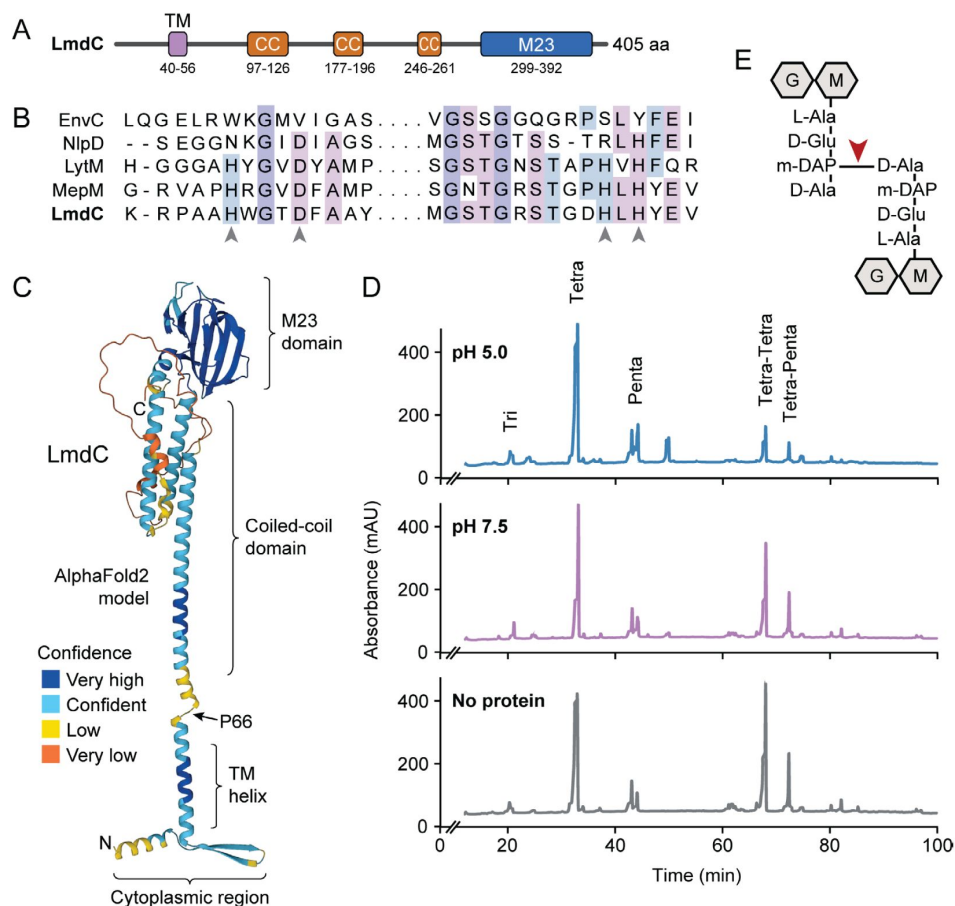 A
TM
LmdC
CC
CC
CC
M23
405 aa
40-56
97-126
177-196
246-261
299-392
B
EnvC LQGELRWKGMVIGAS....VGSSGGQGRPSLYFEI
NlpD --SEGGNKGIDIAGS....MGSTGTSS-TRLHFEI
LytM H-GGGAHYGVDYAMP....SGNTGNSTAPHVHFQR
MepM G-RVAPHRGVDFAMP....SGNTGRSTGPHLHYEV
LmdC K-RPAAHWGTDFAAY....MGSTGRSTGDHLHYEV
C
M23
domain
C
LmdC
Coiled-coil
domain
AlphaFold2
model
Confidence
Very high
Confident
Low
Very low
P66
TM
helix
N
Cytoplasmic region
D
Tri
Tetra
Penta
Tetra-Tetra
Tetra-Penta
pH 5.0
400
200
0
pH 7.5
400
200
0
No protein
400
200
0
Absorbance (mAU)
0 20 40 60 80 100
Time (min)
E
G M
L-Ala
D-Glu
m-DAP D-Ala
D-Ala m-DAP
D-Glu
L-Ala
G M